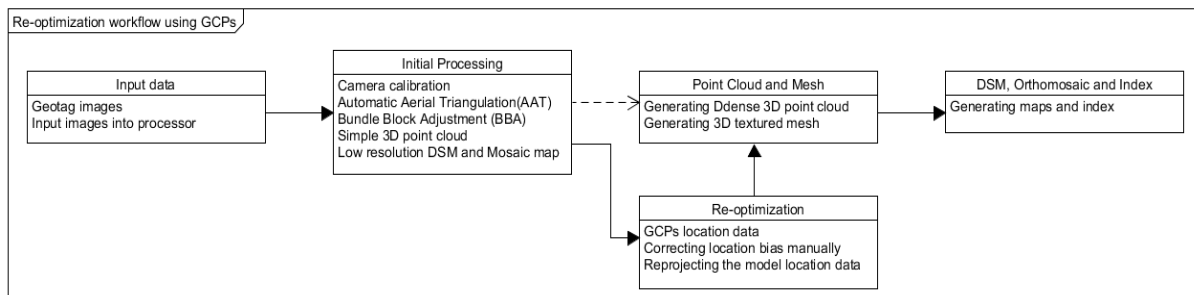 Re-optimization workflow using GCPs
Input data
Geotag images
Input images into processor
Initial Processing
Camera calibration
Automatic Aerial Triangulation(AAT)
Bundle Block Adjustment (BBA)
Simple 3D point cloud
Low resolution DSM and Mosaic map
Point Cloud and Mesh
Generating Ddense 3D point cloud
Generating 3D textured mesh
DSM, Orthomosaic and Index
Generating maps and index
Re-optimization
GCPs location data
Correcting location bias manually
Reprojecting the model location data